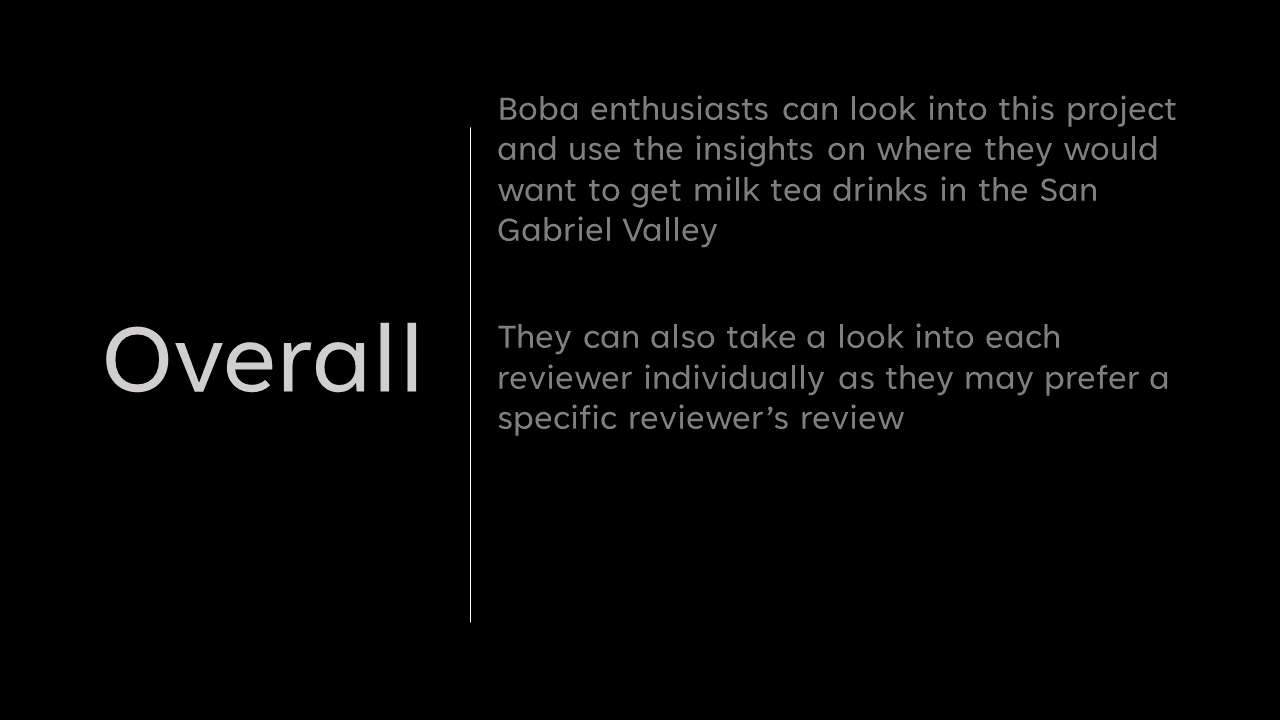 Overall
Boba enthusiasts can look into this project
and use the insights on where they would
want to get milk tea drinks in the San
Gabriel Valley
They can also take a look into each
reviewer individually as they may prefer a
specific reviewer’s review